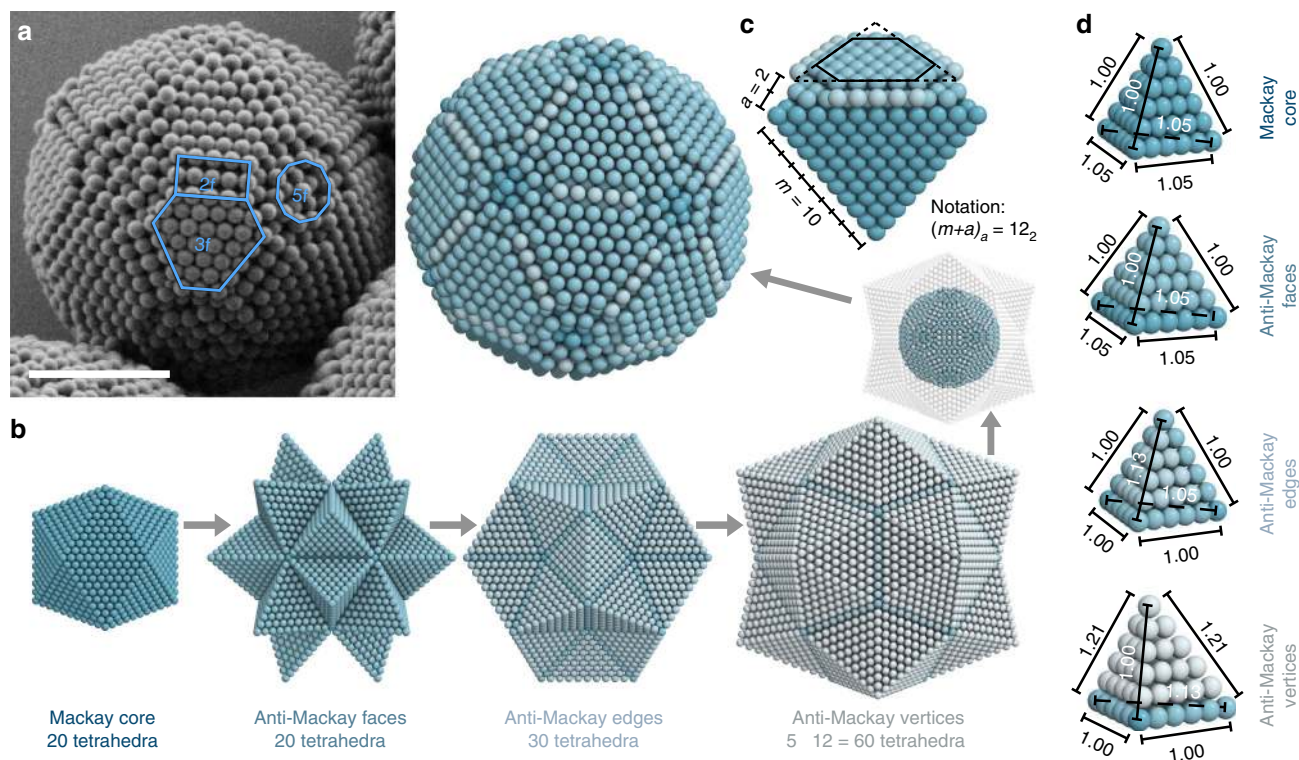 a
2f
5f
3f
c
a = 2
m = 10
Notation:
(m+a)ₐ = 12₂
b
Mackay core
20 tetrahedra
Anti-Mackay faces
20 tetrahedra
Anti-Mackay edges
30 tetrahedra
Anti-Mackay vertices
5 12 = 60 tetrahedra
d
1.00
1.00
1.00
1.05
1.05
1.05
Mackay
core
1.00
1.00
1.00
1.05
1.05
1.05
Anti-Mackay
faces
1.00
1.13
1.00
1.05
1.00
1.00
Anti-Mackay
edges
1.21
1.00
1.21
1.13
1.00
1.00
Anti-Mackay
vertices